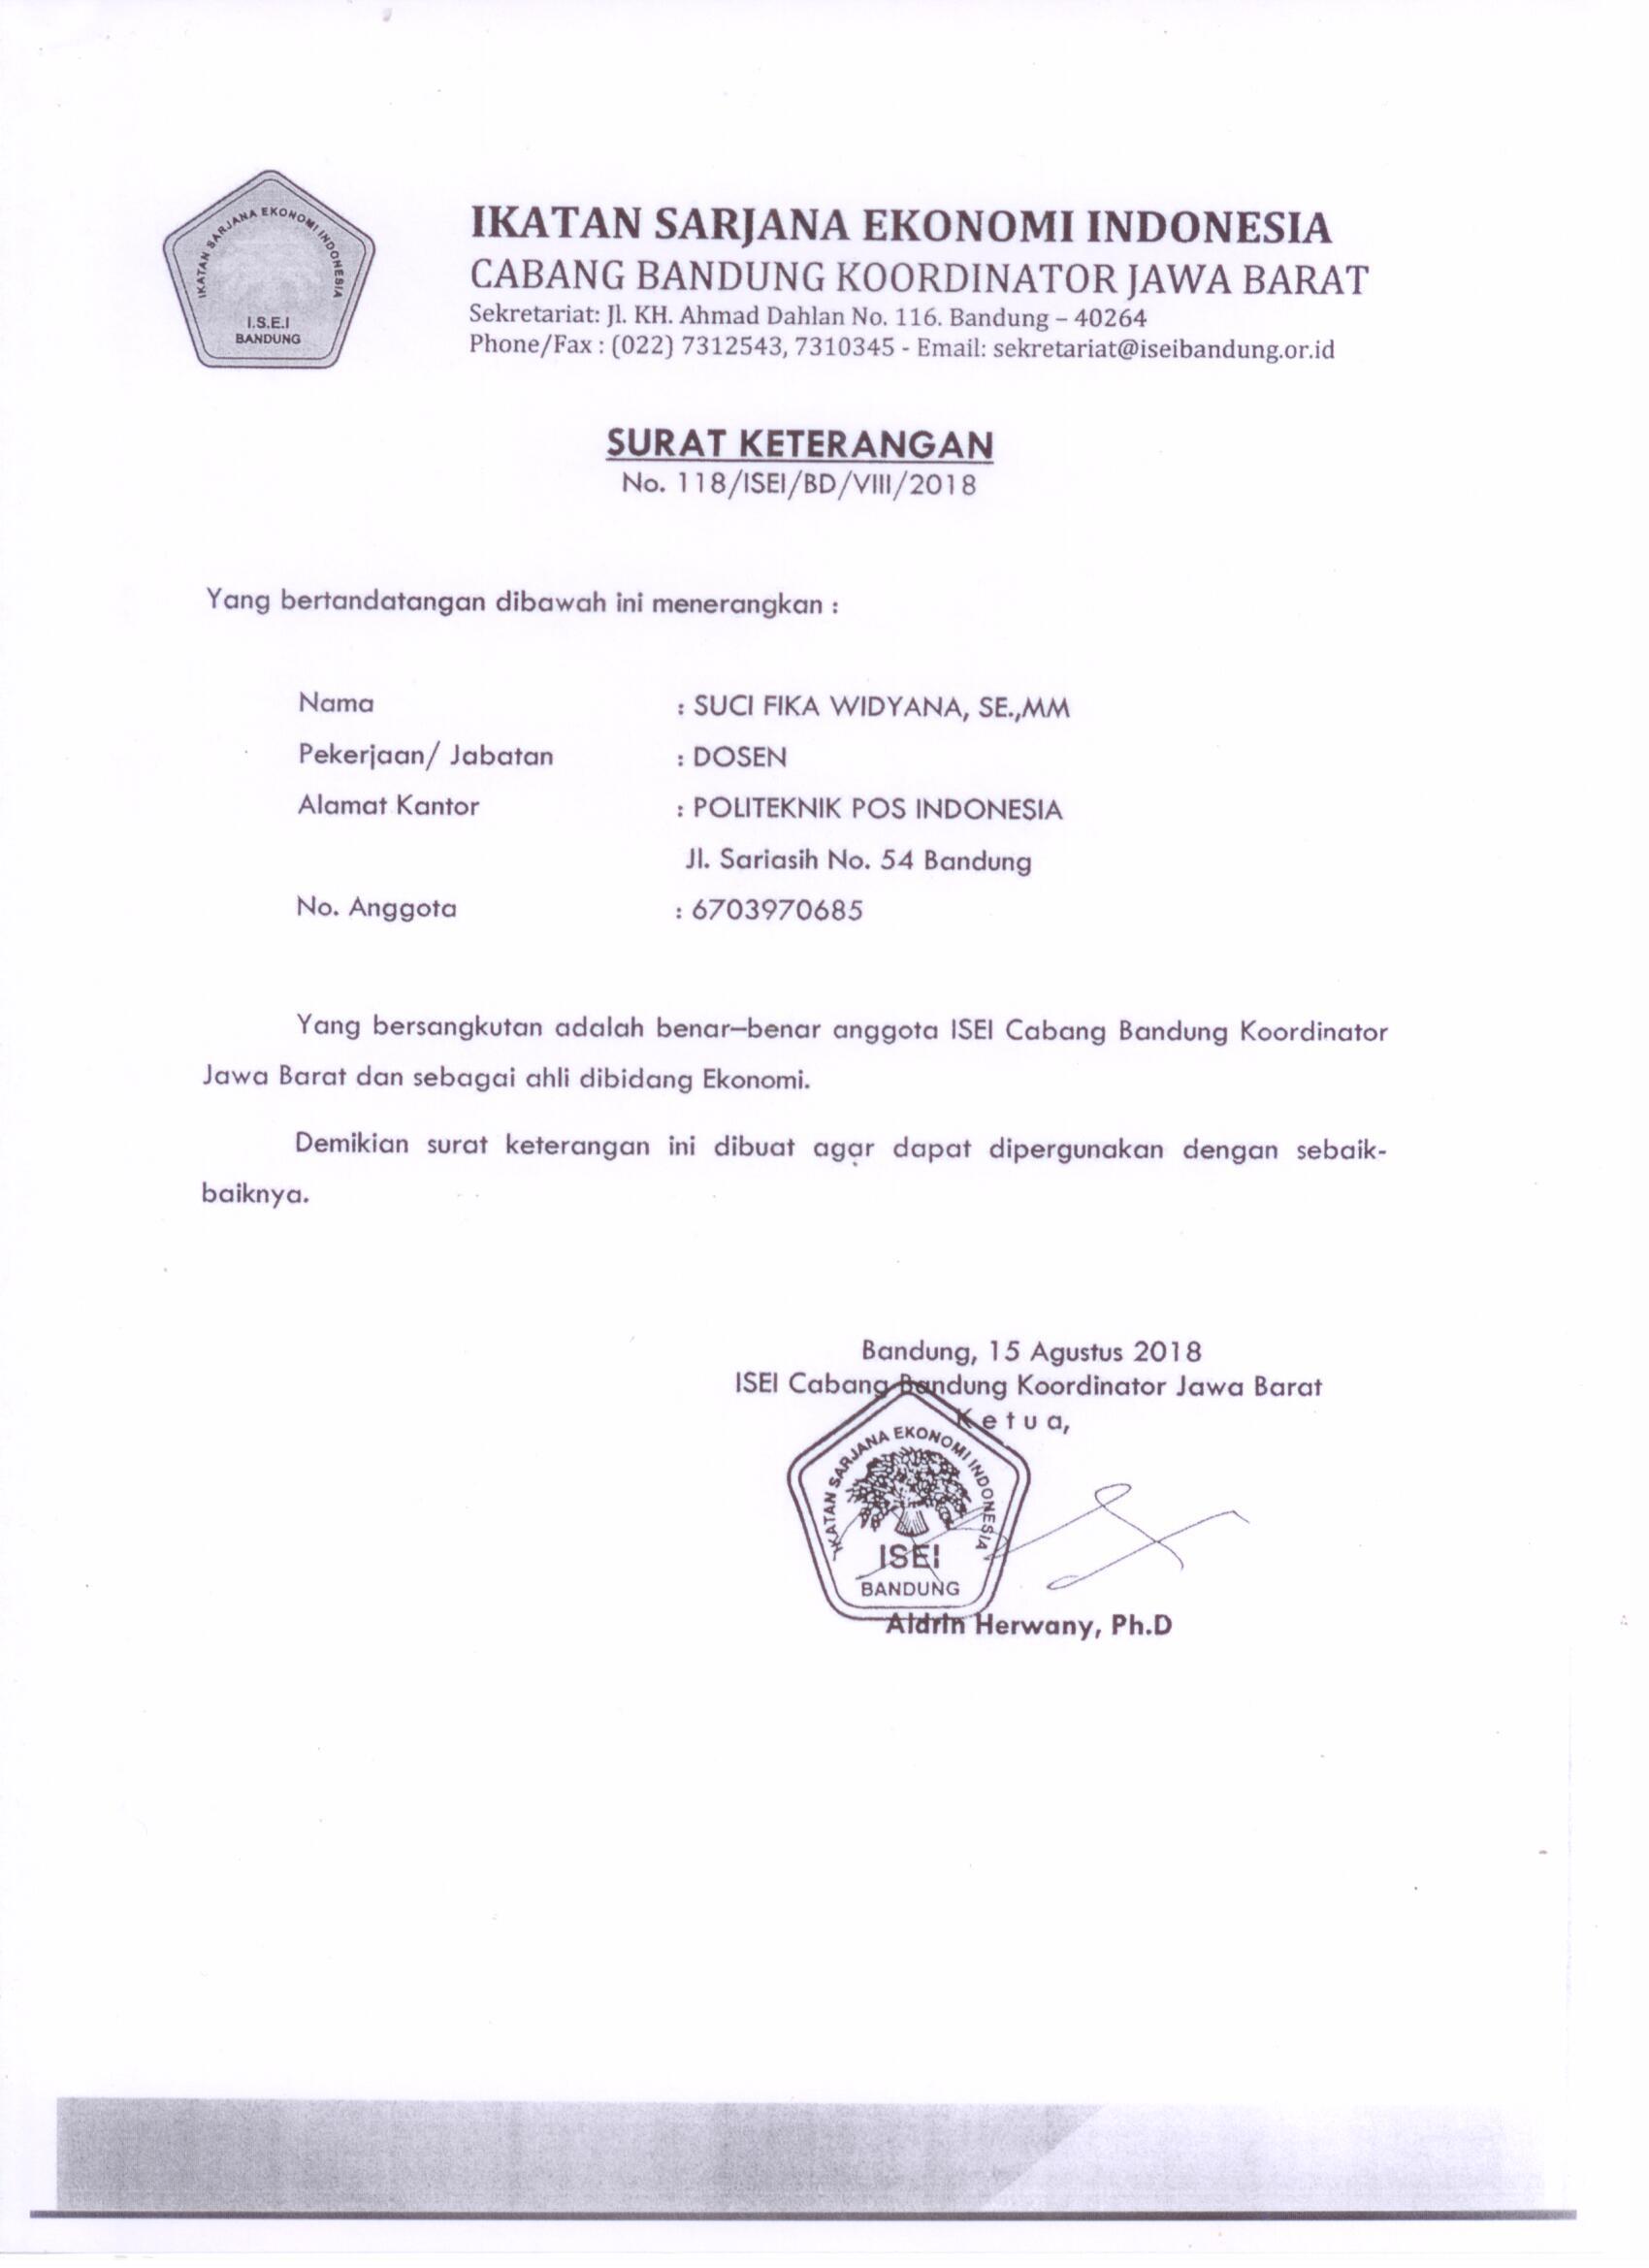 IKATAN SARJANA EKONOMI INDONESIA
I.S.E.I
BANDUNG
IKATAN SARJANA EKONOMI INDONESIA
CABANG BANDUNG KOORDINATOR JAWA BARAT
Sekretariat: Jl. KH. Ahmad Dahlan No. 116. Bandung – 40264
Phone/Fax : (022) 7312543, 7310345 - Email: sekretariat@iseibandung.or.id
SURAT KETERANGAN
No. 118/ISEI/BD/VIII/2018
Yang bertandatangan dibawah ini menerangkan :
Nama : SUCI FIKA WIDYANA, SE.,MM
Pekerjaan/ Jabatan : DOSEN
Alamat Kantor : POLITEKNIK POS INDONESIA
Jl. Sariasih No. 54 Bandung
No. Anggota : 6703970685
Yang bersangkutan adalah benar–benar anggota ISEI Cabang Bandung Koordinator
Jawa Barat dan sebagai ahli dibidang Ekonomi.
Demikian surat keterangan ini dibuat agar dapat dipergunakan dengan sebaik-
baiknya.
Bandung, 15 Agustus 2018
ISEI Cabang Bandung Koordinator Jawa Barat
K e t u a,
IKATAN SARJANA EKONOMI INDONESIA
ISEI
BANDUNG
Aldrin Herwany, Ph.D